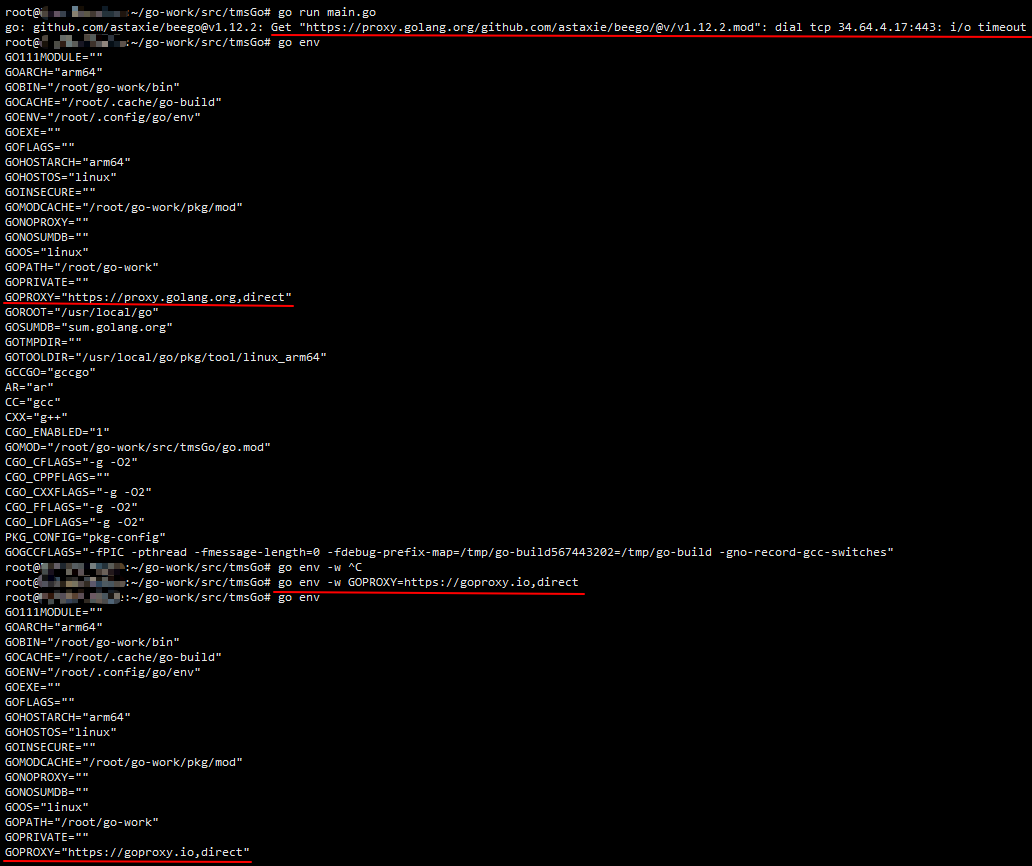 root@ :~/go-work/src/tmsGo# go run main.go
go: github.com/astaxie/beego@v1.12.2: Get "https://proxy.golang.org/github.com/astaxie/beego/@v/v1.12.2.mod": dial tcp 34.64.4.17:443: i/o timeout
root@ :~/go-work/src/tmsGo# go env
GO111MODULE=""
GOARCH="arm64"
GOBIN="/root/go-work/bin"
GOCACHE="/root/.cache/go-build"
GOENV="/root/.config/go/env"
GOEXE=""
GOFLAGS=""
GOHOSTARCH="arm64"
GOHOSTOS="linux"
GOINSECURE=""
GOMODCACHE="/root/go-work/pkg/mod"
GONOPROXY=""
GONOSUMDB=""
GOOS="linux"
GOPATH="/root/go-work"
GOPRIVATE=""
GOPROXY="https://proxy.golang.org,direct"
GOROOT="/usr/local/go"
GOSUMDB="sum.golang.org"
GOTMPDIR=""
GOTOOLDIR="/usr/local/go/pkg/tool/linux_arm64"
GCCGO="gccgo"
AR="ar"
CC="gcc"
CXX="g++"
CGO_ENABLED="1"
GOMOD="/root/go-work/src/tmsGo/go.mod"
CGO_CFLAGS="-g -O2"
CGO_CPPFLAGS=""
CGO_CXXFLAGS="-g -O2"
CGO_FFLAGS="-g -O2"
CGO_LDFLAGS="-g -O2"
PKG_CONFIG="pkg-config"
GOGCCFLAGS="-fPIC -pthread -fmessage-length=0 -fdebug-prefix-map=/tmp/go-build567443202=/tmp/go-build -gno-record-gcc-switches"
root@ :~/go-work/src/tmsGo# go env -w ^C
root@ :~/go-work/src/tmsGo# go env -w GOPROXY=https://goproxy.io,direct
root@ :~/go-work/src/tmsGo# go env
GO111MODULE=""
GOARCH="arm64"
GOBIN="/root/go-work/bin"
GOCACHE="/root/.cache/go-build"
GOENV="/root/.config/go/env"
GOEXE=""
GOFLAGS=""
GOHOSTARCH="arm64"
GOHOSTOS="linux"
GOINSECURE=""
GOMODCACHE="/root/go-work/pkg/mod"
GONOPROXY=""
GONOSUMDB=""
GOOS="linux"
GOPATH="/root/go-work"
GOPRIVATE=""
GOPROXY="https://goproxy.io,direct"